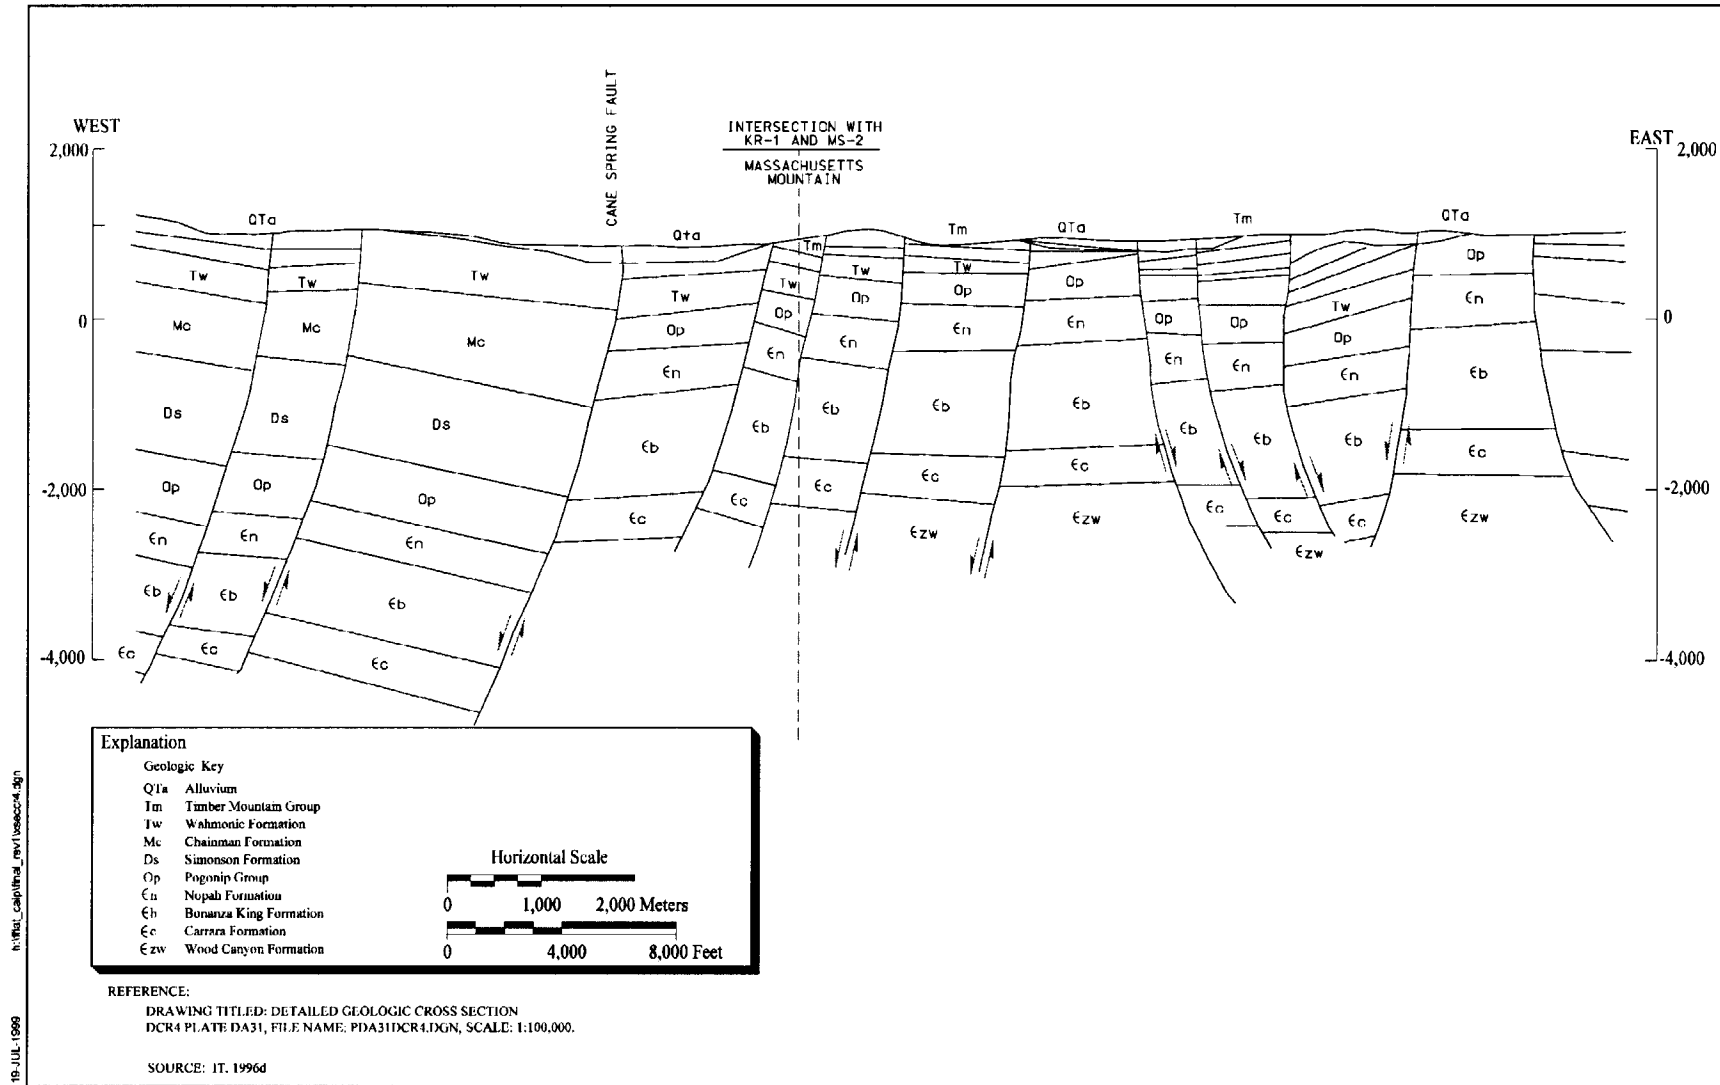 CANE SPRING FAULT
WEST
INTERSECTION WITH
KR-1 AND MS-2
MASSACHUSETTS
MOUNTAIN
EAST
2,000
2,000
QTa
Qta
Tm
Tm
QTa
Tm
QTa
Tw
Tw
Tw
Tw
Tw
Tw
Tw
Tw
Op
Op
Op
Op
Op
Op
Op
Op
Op
0
0
Mc
Mc
Mc
Єn
Єn
Єn
Єn
Єn
Єn
Єn
Єn
Єn
Ds
Ds
Ds
Єb
Єb
Єb
Єb
Єb
Єb
Єb
Єb
Єb
-2,000
-2,000
Op
Op
Op
Єc
Єc
Єc
Єc
Єc
Єc
Єc
Єc
Єc
Єn
Єn
Єn
Єzw
Єzw
Єzw
Єzw
Єb
Єb
Єb
-4,000
-4,000
Єc
Єc
Єc
Explanation
Geologic Key
QTa Alluvium
Tm Timber Mountain Group
Tw Wahmonic Formation
Mc Chainman Formation
Ds Simonson Formation
Op Pogonip Group
Єn Nopah Formation
Єb Bonanza King Formation
Єc Carrara Formation
Єzw Wood Canyon Formation
Horizontal Scale
0 1,000 2,000 Meters
0 4,000 8,000 Feet
REFERENCE:
DRAWING TITLED: DETAILED GEOLOGIC CROSS SECTION
DCR4 PLATE DA31, FILE NAME: PDA31DCR4.DGN, SCALE: 1:100,000.
SOURCE: IT, 1996d
19-JUL-1999